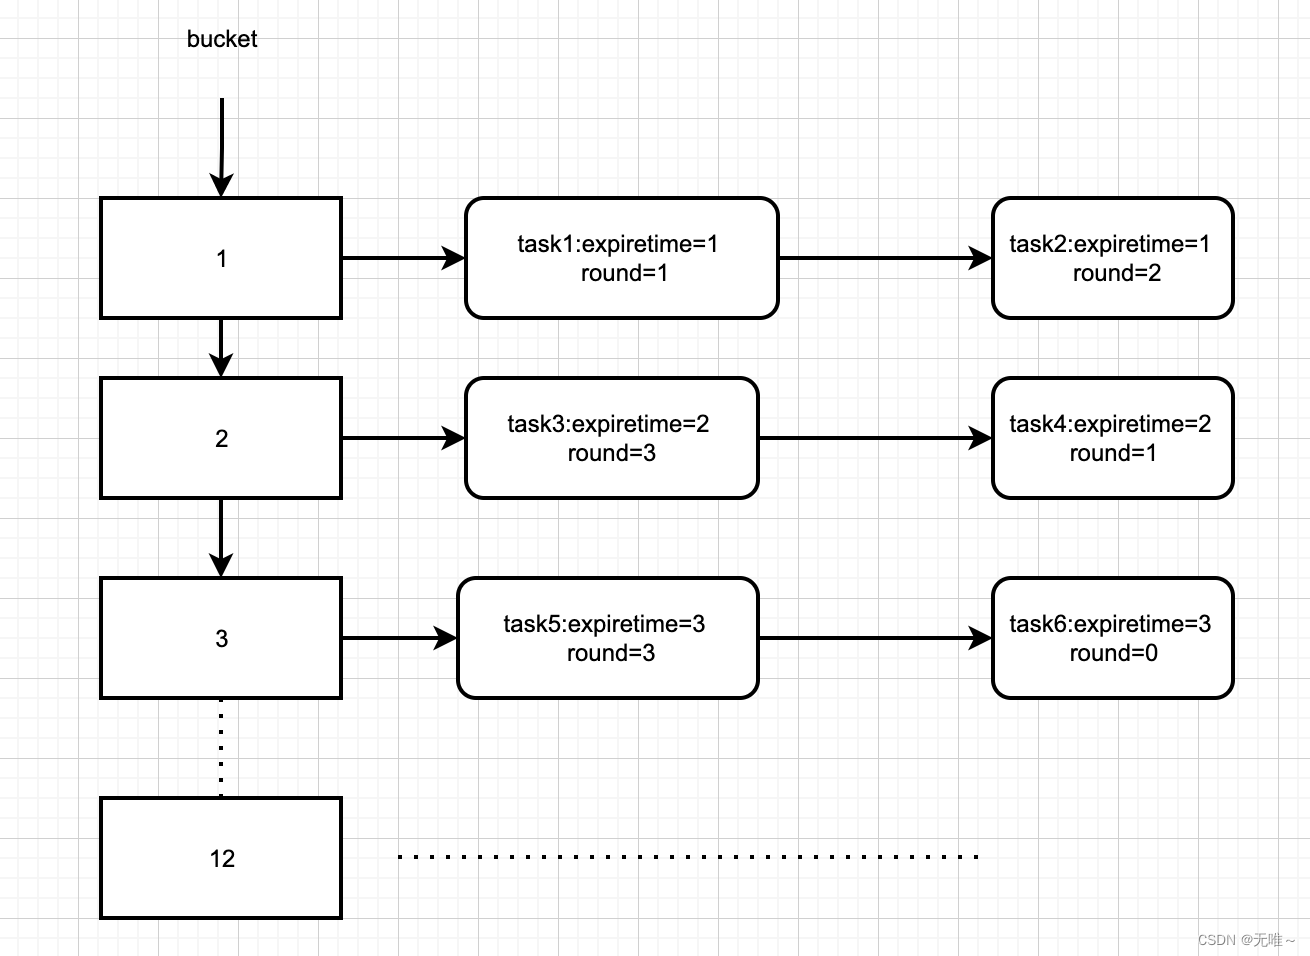 bucket
1
task1:expiretime=1
round=1
task2:expiretime=1
round=2
2
task3:expiretime=2
round=3
task4:expiretime=2
round=1
3
task5:expiretime=3
round=3
task6:expiretime=3
round=0
12
CSDN @无唯～